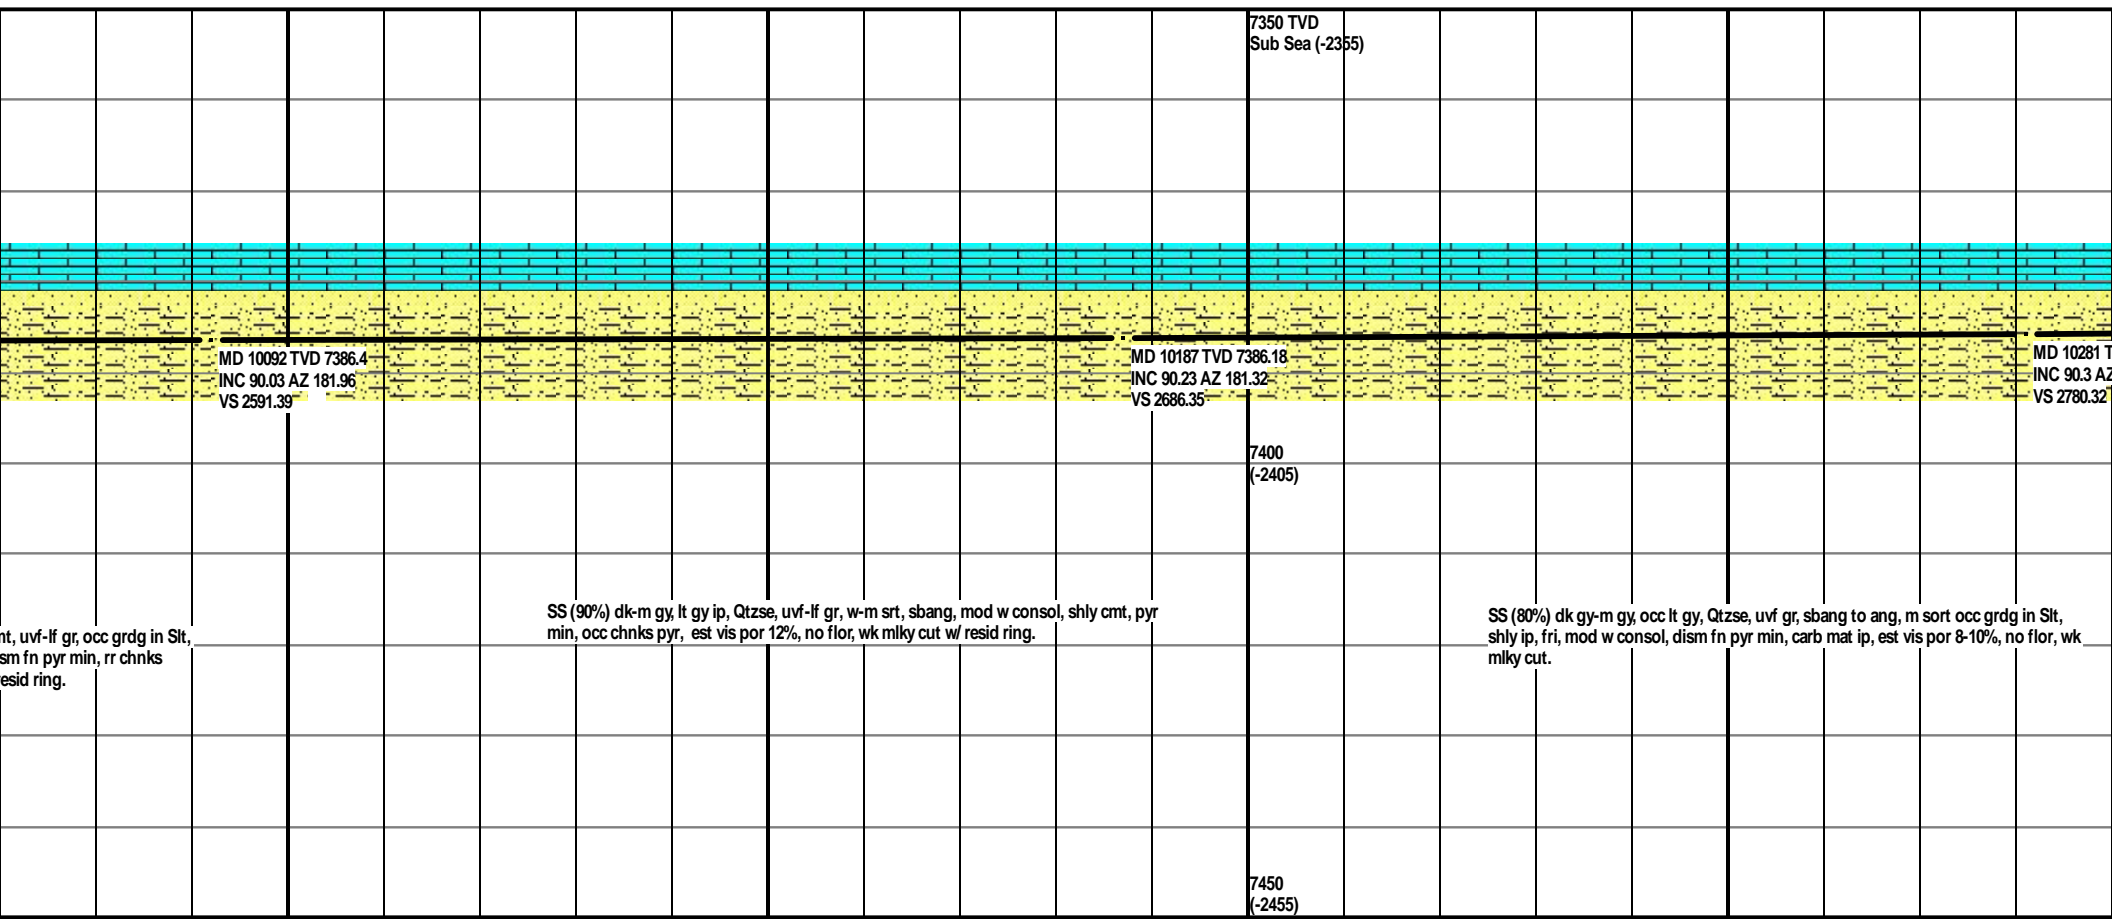 7350 TVD
Sub Sea (-2355)
MD 10092 TVD 7386.4
INC 90.03 AZ 181.96
VS 2591.39
MD 10187 TVD 7386.18
INC 90.23 AZ 181.32
VS 2686.35
MD 10281 T
INC 90.3 AZ
VS 2780.32
7400
(-2405)
nt, uvf-lf gr, occ grdg in Slt,
sm fn pyr min, rr chnks
esid ring.
SS (90%) dk-m gy, lt gy ip, Qtzse, uvf-lf gr, w-m srt, sbang, mod w consol, shly cmt, pyr
min, occ chnks pyr, est vis por 12%, no flor, wk mlky cut w/ resid ring.
SS (80%) dk gy-m gy, occ lt gy, Qtzse, uvf gr, sbang to ang, m sort occ grdg in Slt,
shly ip, fri, mod w consol, dism fn pyr min, carb mat ip, est vis por 8-10%, no flor, wk
mlky cut.
7450
(-2455)